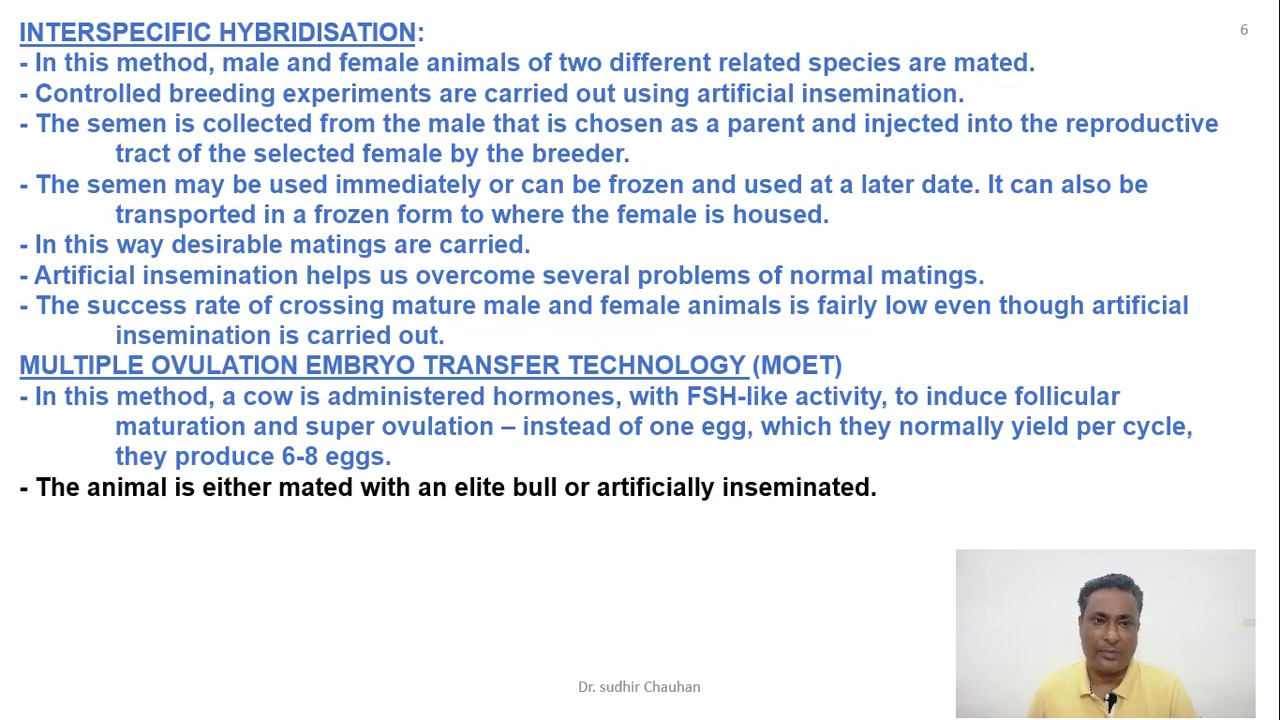 INTERSPECIFIC HYBRIDISATION:
6
- In this method, male and female animals of two different related species are mated.
- Controlled breeding experiments are carried out using artificial insemination.
- The semen is collected from the male that is chosen as a parent and injected into the reproductive
tract of the selected female by the breeder.
- The semen may be used immediately or can be frozen and used at a later date. It can also be
transported in a frozen form to where the female is housed.
- In this way desirable matings are carried.
- Artificial insemination helps us overcome several problems of normal matings.
- The success rate of crossing mature male and female animals is fairly low even though artificial
insemination is carried out.
MULTIPLE OVULATION EMBRYO TRANSFER TECHNOLOGY (MOET)
- In this method, a cow is administered hormones, with FSH-like activity, to induce follicular
maturation and super ovulation – instead of one egg, which they normally yield per cycle,
they produce 6-8 eggs.
- The animal is either mated with an elite bull or artificially inseminated.
Dr. sudhir Chauhan